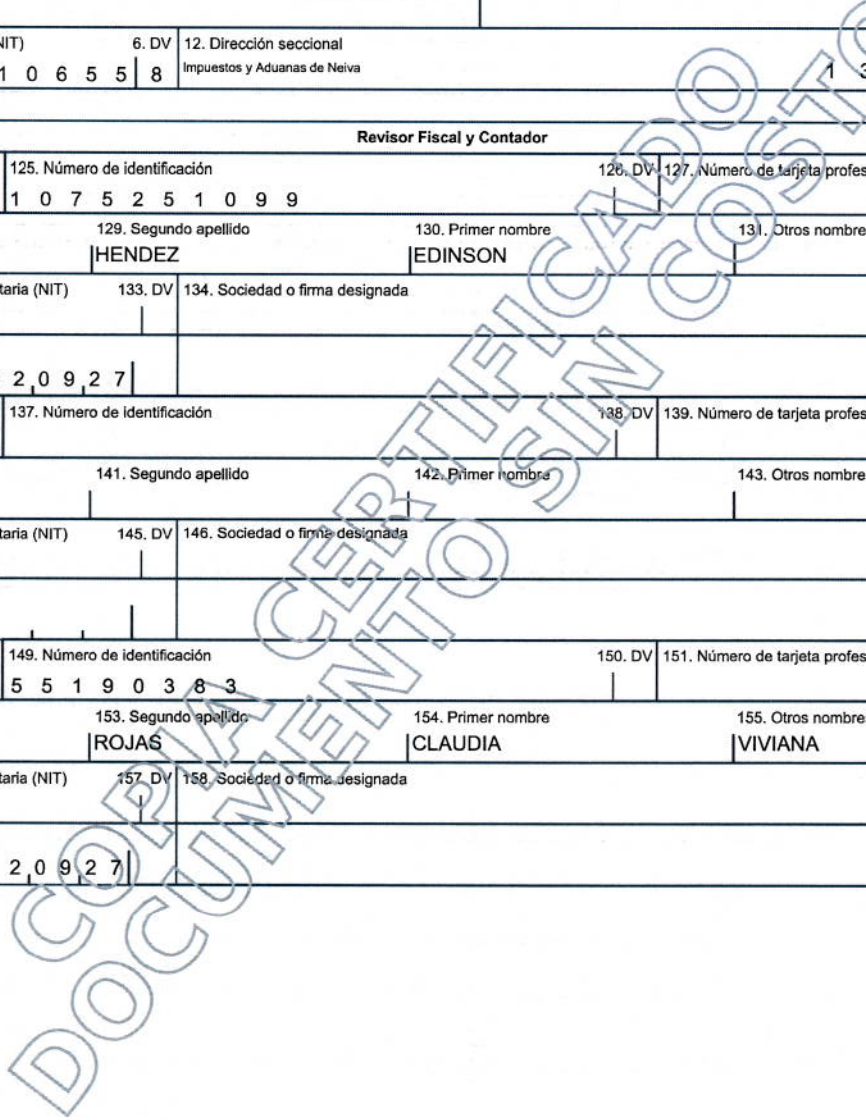 NIT) 6. DV 12. Dirección seccional
1 0 6 5 5 8 Impuestos y Aduanas de Neiva 1 3
Revisor Fiscal y Contador
125. Número de identificación 126. DV 127. Número de tarjeta profes
1 0 7 5 2 5 1 0 9 9
129. Segundo apellido 130. Primer nombre 131. Otros nombre
HENDEZ EDINSON
taria (NIT) 133. DV 134. Sociedad o firma designada
2 0 9 2 7
137. Número de identificación 138. DV 139. Número de tarjeta profes
141. Segundo apellido 142. Primer nombre 143. Otros nombre
taria (NIT) 145. DV 146. Sociedad o firma designada
149. Número de identificación 150. DV 151. Número de tarjeta profes
5 5 1 9 0 3 8 3
153. Segundo apellido 154. Primer nombre 155. Otros nombre
ROJAS CLAUDIA VIVIANA
taria (NIT) 157. DV 158. Sociedad o firma designada
2 0 9 2 7
COPIA CERTIFICADO
DOCUMENTO SIN COSTO